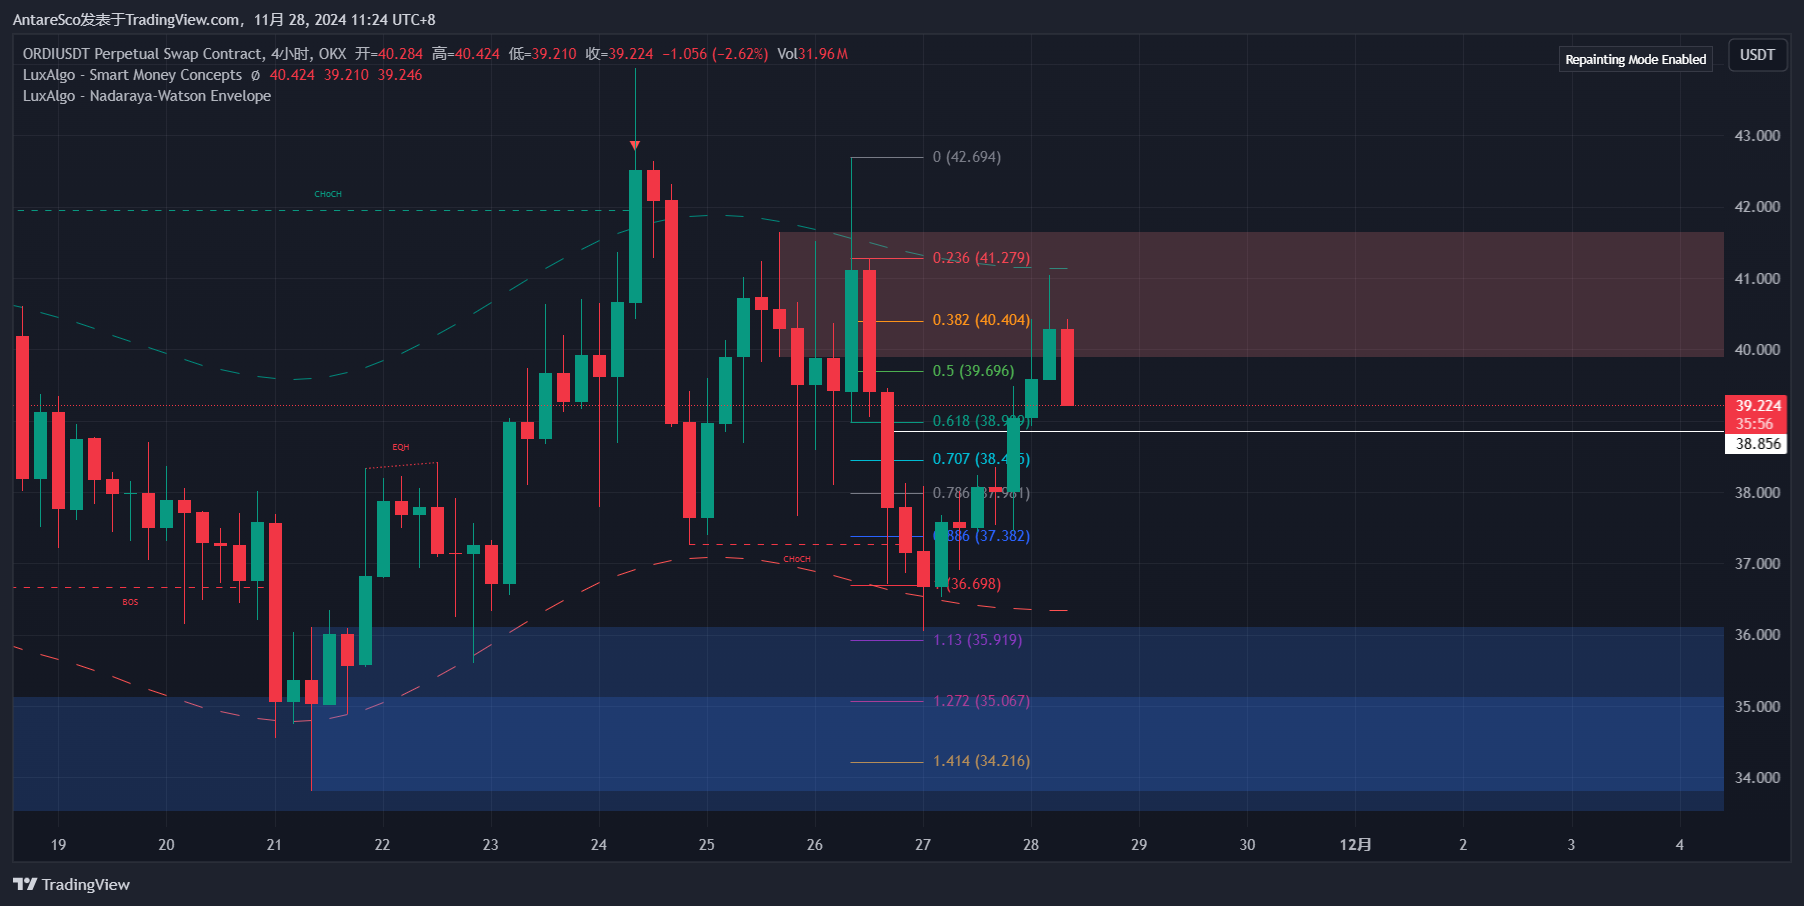 AntareSco发表于TradingView.com, 11月 28, 2024 11:24 UTC+8
ORDIUSDT Perpetual Swap Contract, 4小时, OKX 开=40.284 高=40.424 低=39.210 收=39.224 −1.056 (−2.62%) Vol31.96 M
LuxAlgo - Smart Money Concepts ø 40.424 39.210 39.246
LuxAlgo - Nadaraya-Watson Envelope
Repainting Mode Enabled
USDT
43.000
0 (42.694)
CHoCH
42.000
0.236 (41.279)
41.000
0.382 (40.404)
40.000
0.5 (39.696)
39.224
35:56
0.618 (38.989)
38.856
EQH
0.707 (38.455)
0.786 (37.981)
38.000
0.886 (37.382)
CHoCH
37.000
(36.698)
BOS
36.000
1.13 (35.919)
1.272 (35.067)
35.000
1.414 (34.216)
34.000
19 20 21 22 23 24 25 26 27 28 29 30 12月 2 3 4
TradingView